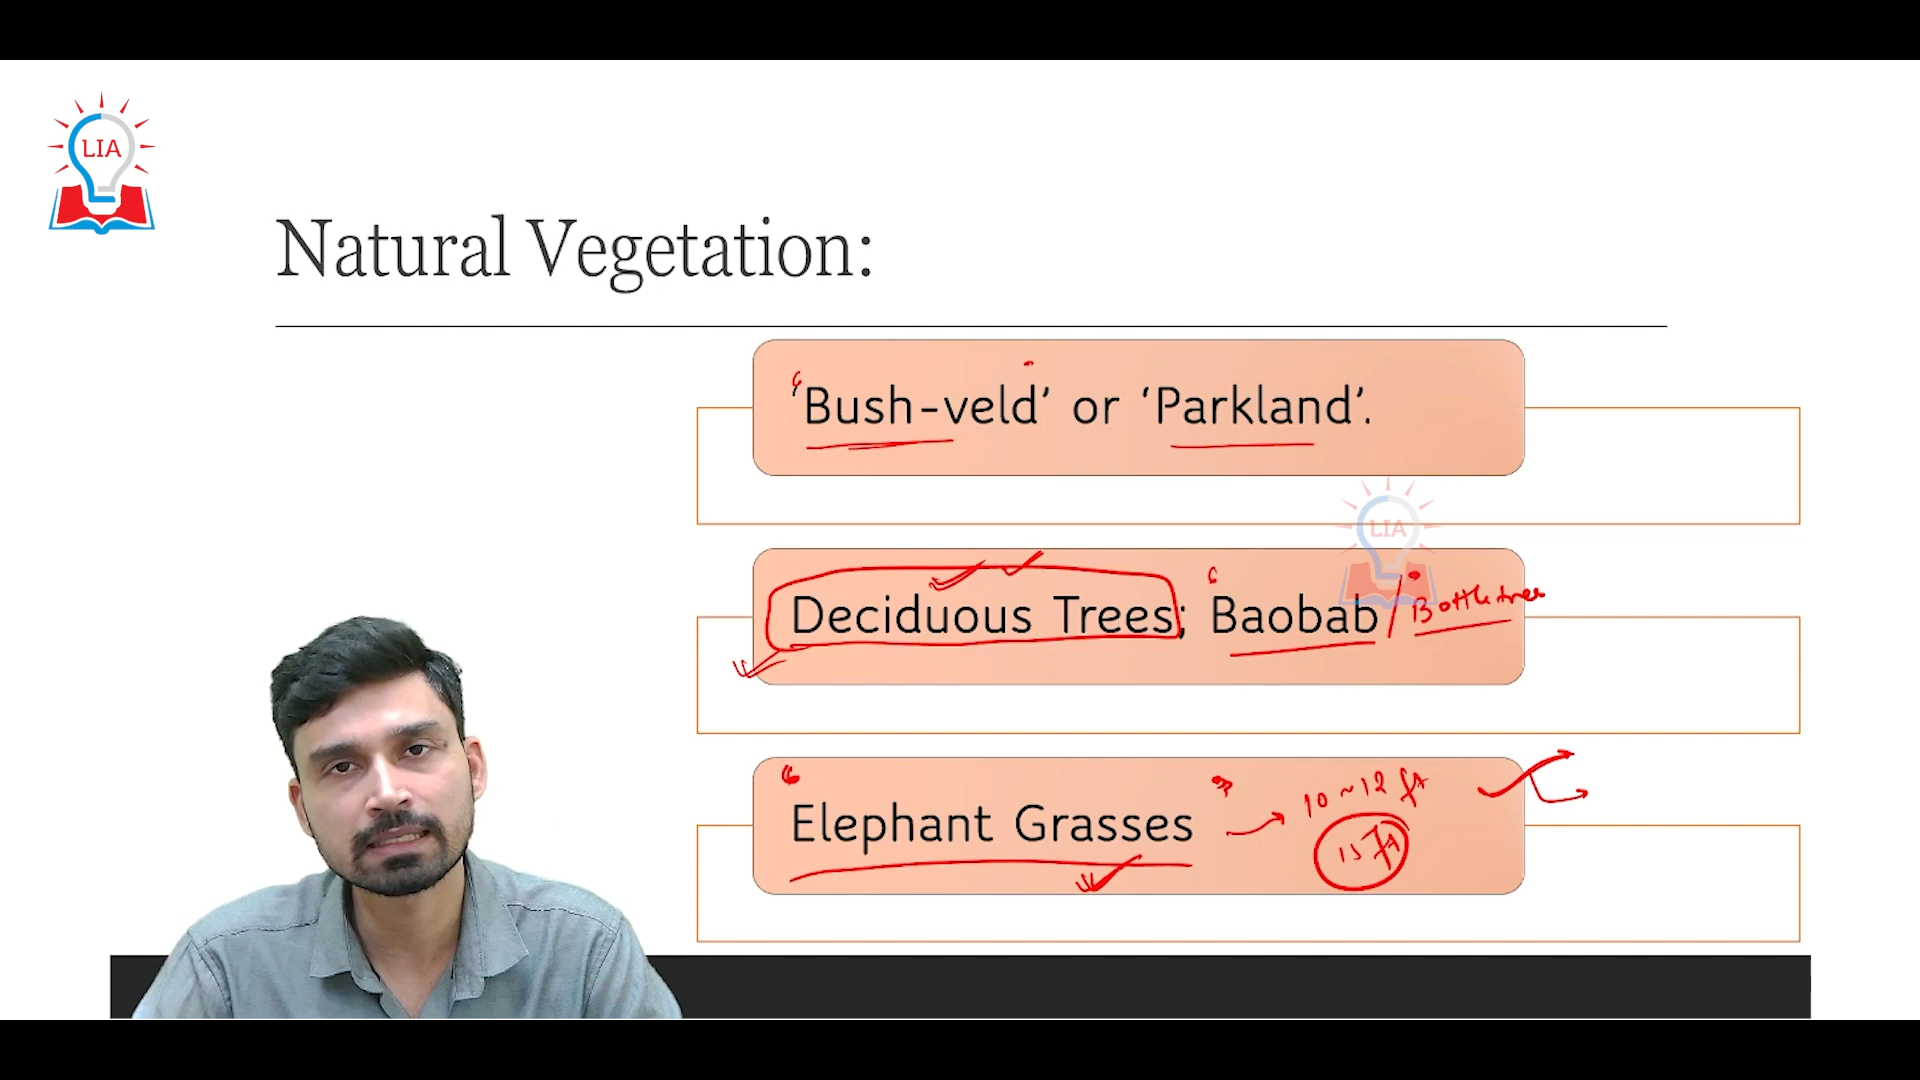 LIA
Natural Vegetation:
'Bush-veld' or 'Parkland'.
LIA
Deciduous Trees; 'Baobab / Bottle tree
Elephant Grasses
10 ~ 12 ft
15 ft